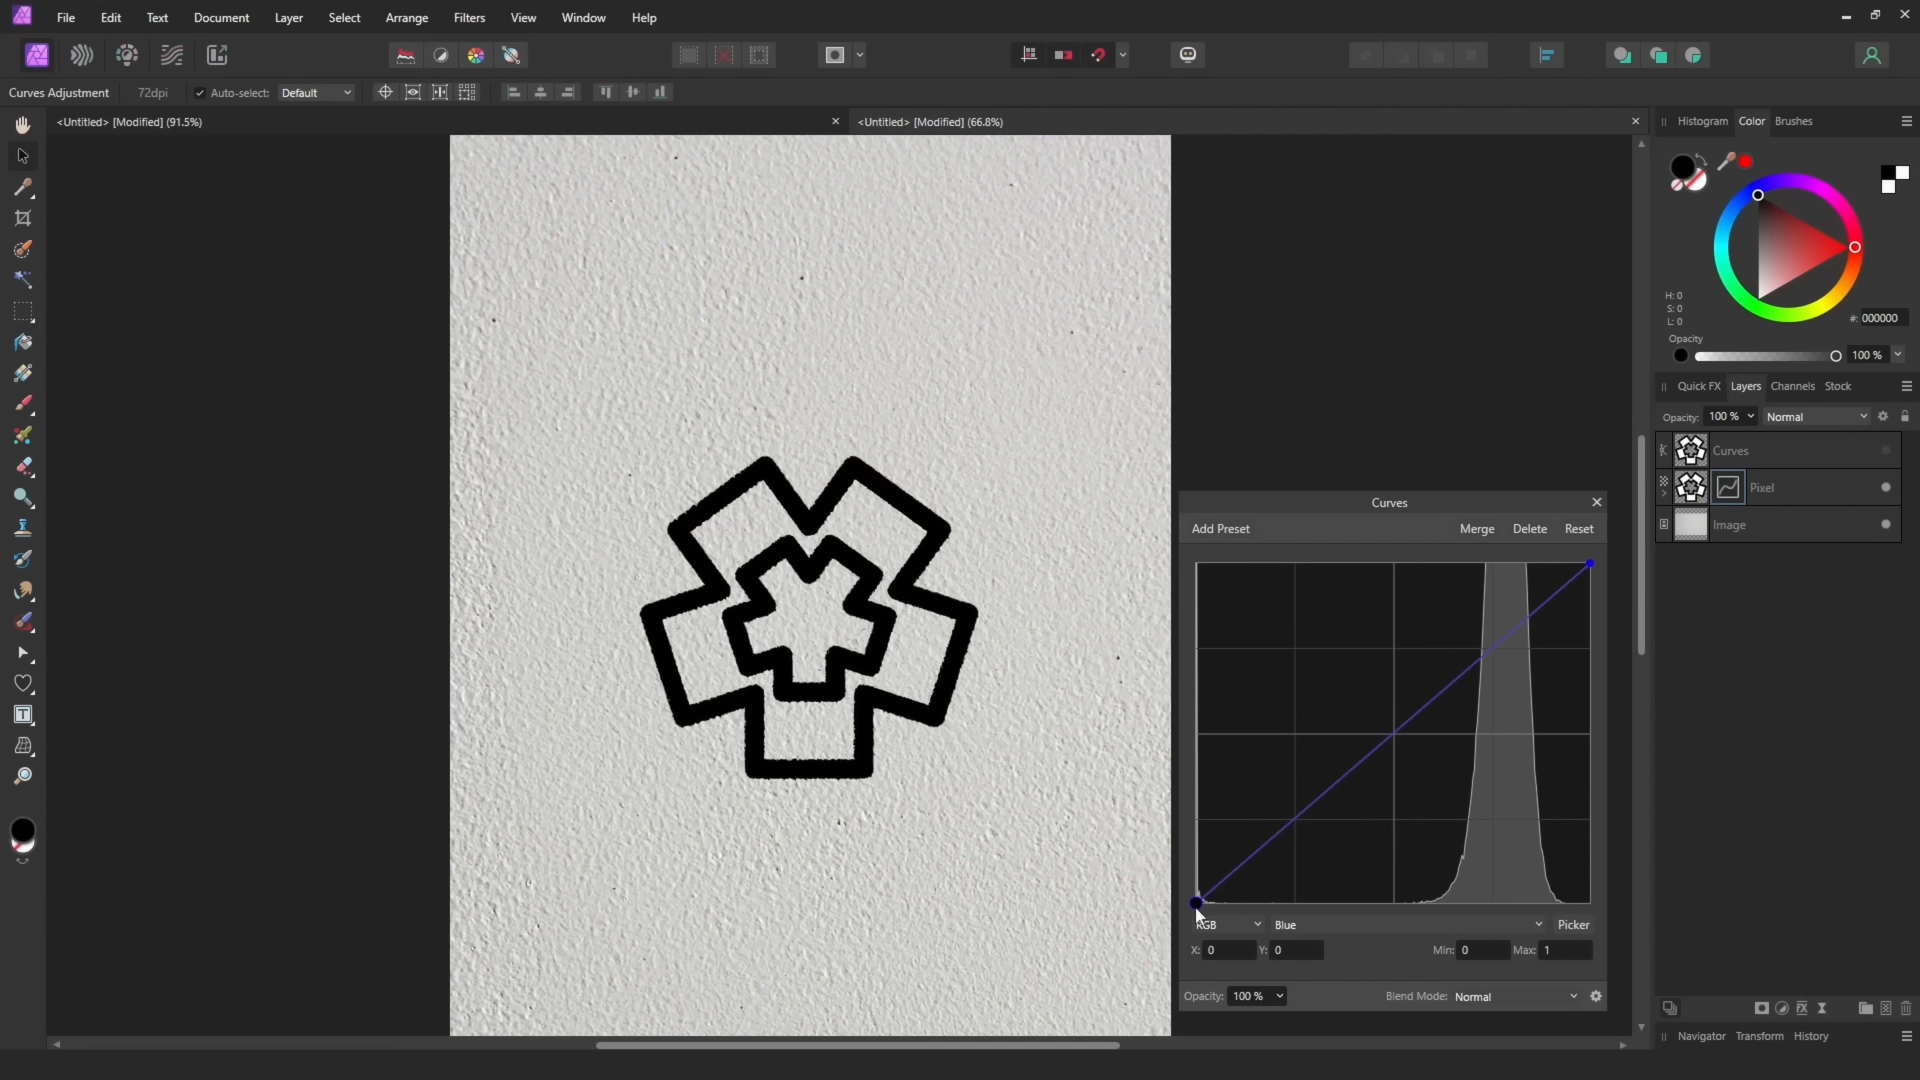 File Edit Text Document Layer Select Arrange Filters View Window Help
Curves Adjustment 72dpi Auto-select: Default
<Untitled> [Modified] (91.5%)
<Untitled> [Modified] (66.8%)
Histogram Color Brushes
H: 0
S: 0
L: 0
#: 000000
Opacity
100 %
Quick FX Layers Channels Stock
Opacity: 100 % Normal
Curves
Pixel
Image
Curves
Add Preset Merge Delete Reset
RGB Blue Picker
X: 0 Y: 0 Min: 0 Max: 1
Opacity: 100 % Blend Mode: Normal
Navigator Transform History